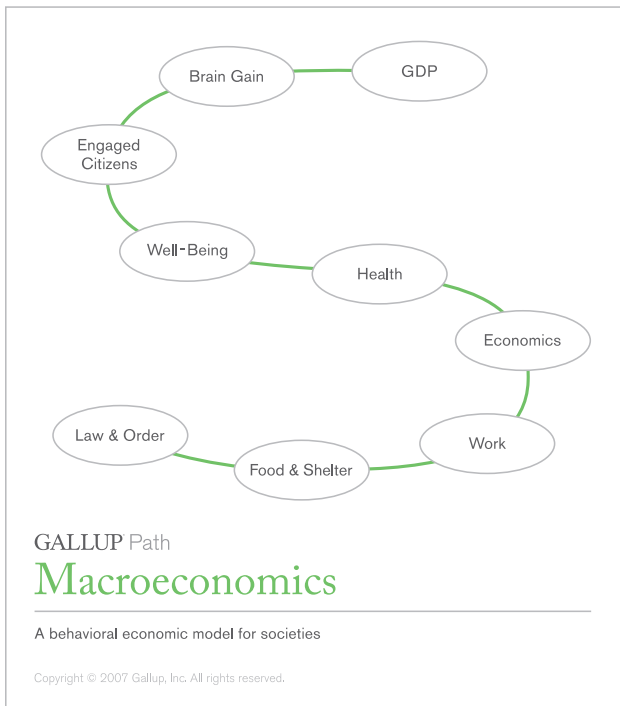 Brain Gain
GDP
Engaged
Citizens
Well-Being
Health
Economics
Law & Order
Food & Shelter
Work
GALLUP Path
Macroeconomics
A behavioral economic model for societies
Copyright © 2007 Gallup, Inc. All rights reserved.